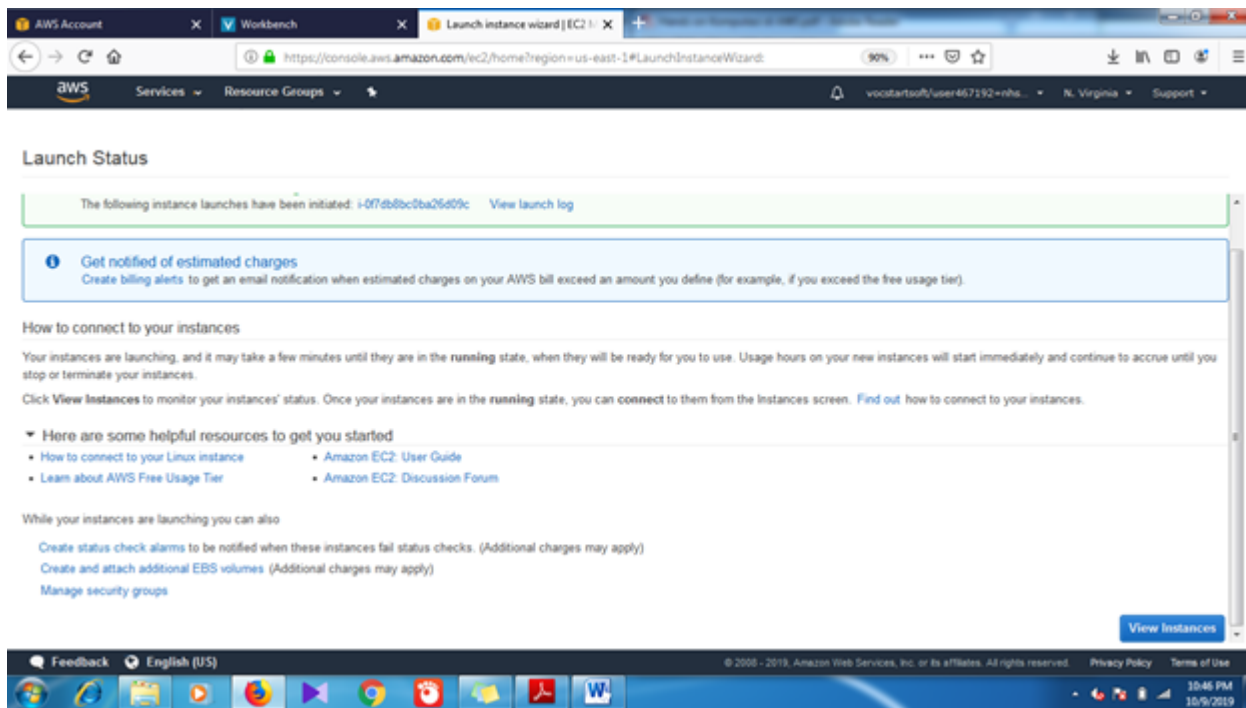 AWS Account
Workbench
Launch instance wizard | EC2 M
https://console.aws.amazon.com/ec2/home?region=us-east-1#LaunchInstanceWizard:
90%
aws
Services
Resource Groups
vocstartsoft/user467192=nhs...
N. Virginia
Support
Launch Status
The following instance launches have been initiated: i-0f7db8bc0ba26d09c View launch log
Get notified of estimated charges
Create billing alerts to get an email notification when estimated charges on your AWS bill exceed an amount you define (for example, if you exceed the free usage tier).
How to connect to your instances
Your instances are launching, and it may take a few minutes until they are in the running state, when they will be ready for you to use. Usage hours on your new instances will start immediately and continue to accrue until you
stop or terminate your instances.
Click View Instances to monitor your instances' status. Once your instances are in the running state, you can connect to them from the Instances screen. Find out how to connect to your instances.
Here are some helpful resources to get you started
• How to connect to your Linux instance
• Amazon EC2: User Guide
• Learn about AWS Free Usage Tier
• Amazon EC2: Discussion Forum
While your instances are launching you can also
Create status check alarms to be notified when these instances fail status checks. (Additional charges may apply)
Create and attach additional EBS volumes (Additional charges may apply)
Manage security groups
View Instances
Feedback
English (US)
© 2008 - 2019, Amazon Web Services, Inc. or its affiliates. All rights reserved.
Privacy Policy
Terms of Use
10:46 PM
10/9/2019